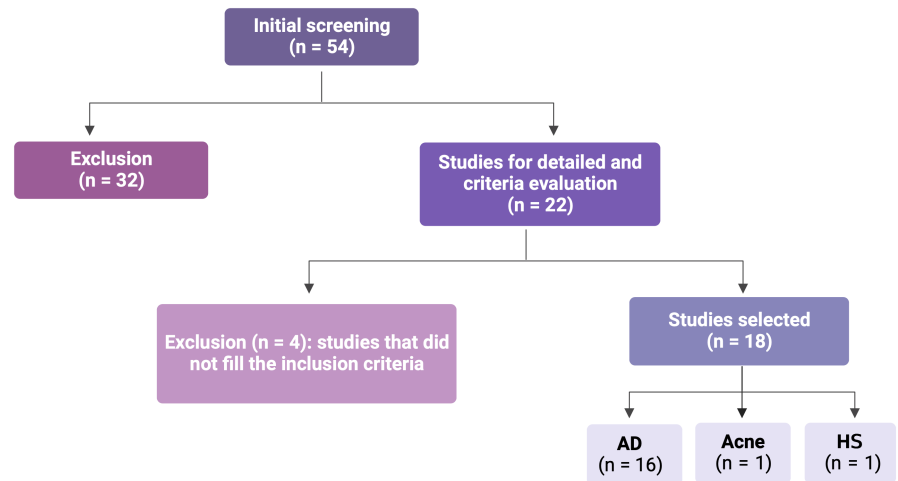 Initial screening
(n = 54)
Exclusion
(n = 32)
Studies for detailed and
criteria evaluation
(n = 22)
Exclusion (n = 4): studies that did
not fill the inclusion criteria
Studies selected
(n = 18)
AD
(n = 16)
Acne
(n = 1)
HS
(n = 1)